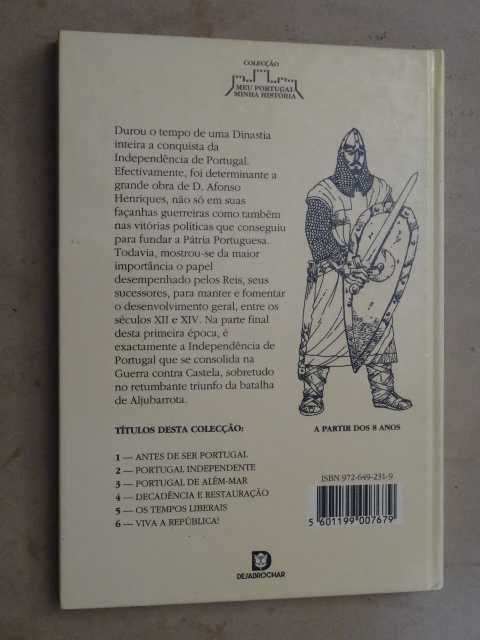 COLECÇÃO
MEU PORTUGAL
MINHA HISTÓRIA
Durou o tempo de uma Dinastia
inteira a conquista da
Independência de Portugal.
Efectivamente, foi determinante a
grande obra de D. Afonso
Henriques, não só em suas
façanhas guerreiras como também
nas vitórias políticas que conseguiu
para fundar a Pátria Portuguesa.
Todavia, mostrou-se da maior
importância o papel
desempenhado pelos Reis, seus
sucessores, para manter e fomentar
o desenvolvimento geral, entre os
séculos XII e XIV. Na parte final
desta primeira época, é
exactamente a Independência de
Portugal que se consolida na
Guerra contra Castela, sobretudo
no retumbante triunfo da batalha
de Aljubarrota.
A PARTIR DOS 8 ANOS
TÍTULOS DESTA COLECÇÃO:
1 — ANTES DE SER PORTUGAL
2 — PORTUGAL INDEPENDENTE
3 — PORTUGAL DE ALÉM-MAR
4 — DECADÊNCIA E RESTAURAÇÃO
5 — OS TEMPOS LIBERAIS
6 — VIVA A REPÚBLICA!
ISBN 972-649-231-9
5 601199 007679
D
DESABROCHAR